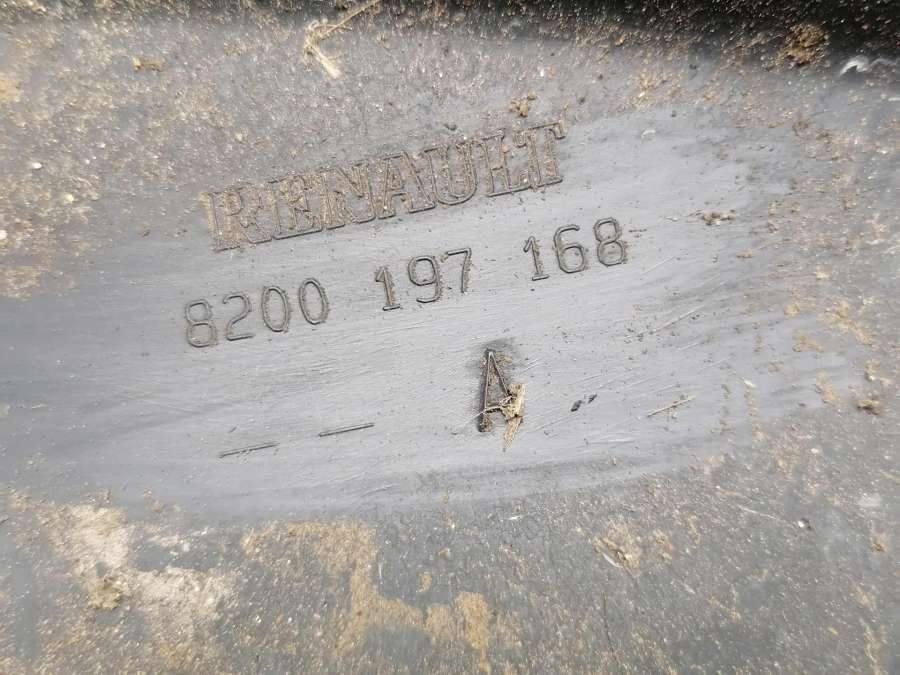 RENAULT
8200 197 168
_ _ A